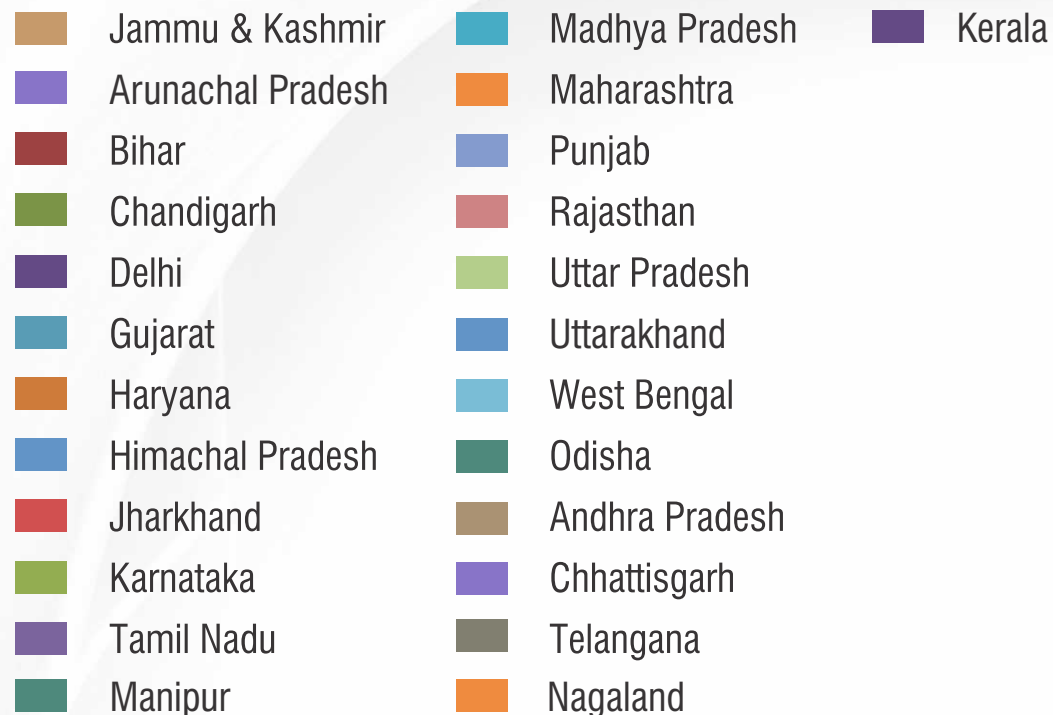 Jammu & Kashmir
Arunachal Pradesh
Bihar
Chandigarh
Delhi
Gujarat
Haryana
Himachal Pradesh
Jharkhand
Karnataka
Tamil Nadu
Manipur
Madhya Pradesh
Maharashtra
Punjab
Rajasthan
Uttar Pradesh
Uttarakhand
West Bengal
Odisha
Andhra Pradesh
Chhattisgarh
Telangana
Nagaland
Kerala